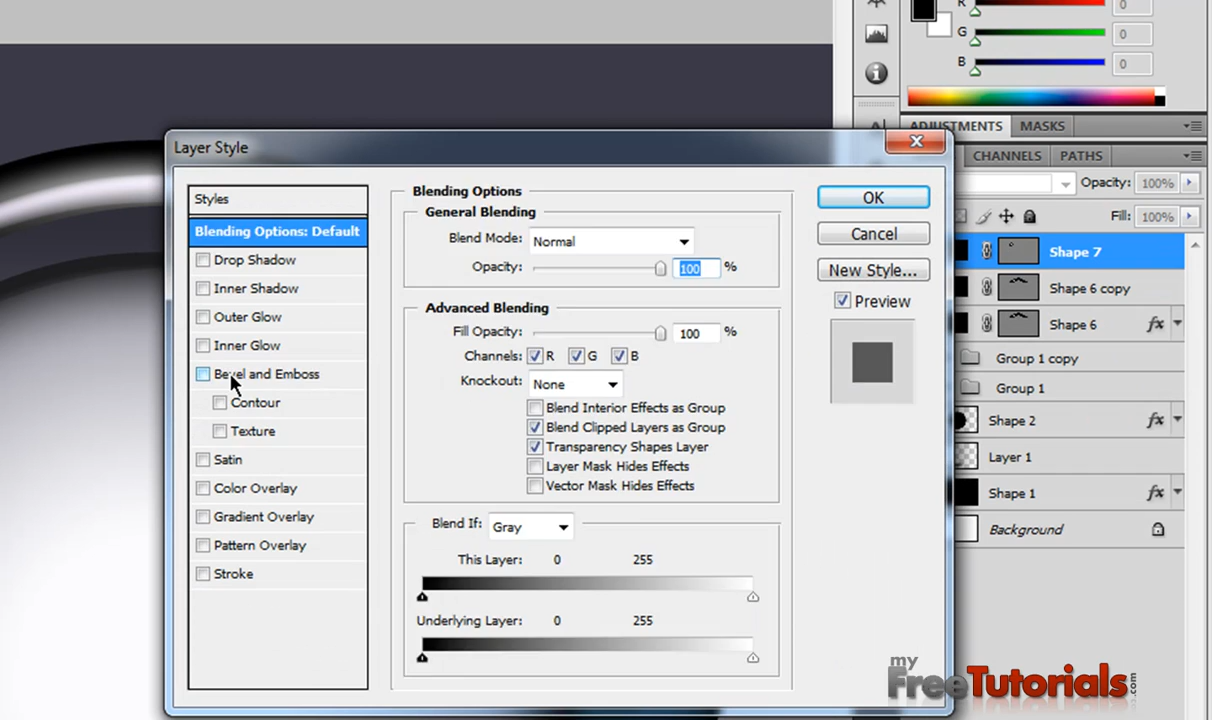 R 0
G 0
B 0
ADJUSTMENTS MASKS
Layer Style
CHANNELS PATHS
Opacity: 100%
Fill: 100%
Styles
Blending Options: Default
Drop Shadow
Inner Shadow
Outer Glow
Inner Glow
Bevel and Emboss
Contour
Texture
Satin
Color Overlay
Gradient Overlay
Pattern Overlay
Stroke
Blending Options
General Blending
Blend Mode: Normal
Opacity: 100 %
Advanced Blending
Fill Opacity: 100 %
Channels: R G B
Knockout: None
Blend Interior Effects as Group
Blend Clipped Layers as Group
Transparency Shapes Layer
Layer Mask Hides Effects
Vector Mask Hides Effects
Blend If: Gray
This Layer: 0 255
Underlying Layer: 0 255
OK
Cancel
New Style...
Preview
Shape 7
Shape 6 copy
Shape 6 fx
Group 1 copy
Group 1
Shape 2 fx
Layer 1
Shape 1 fx
Background
my
FreeTutorials.com